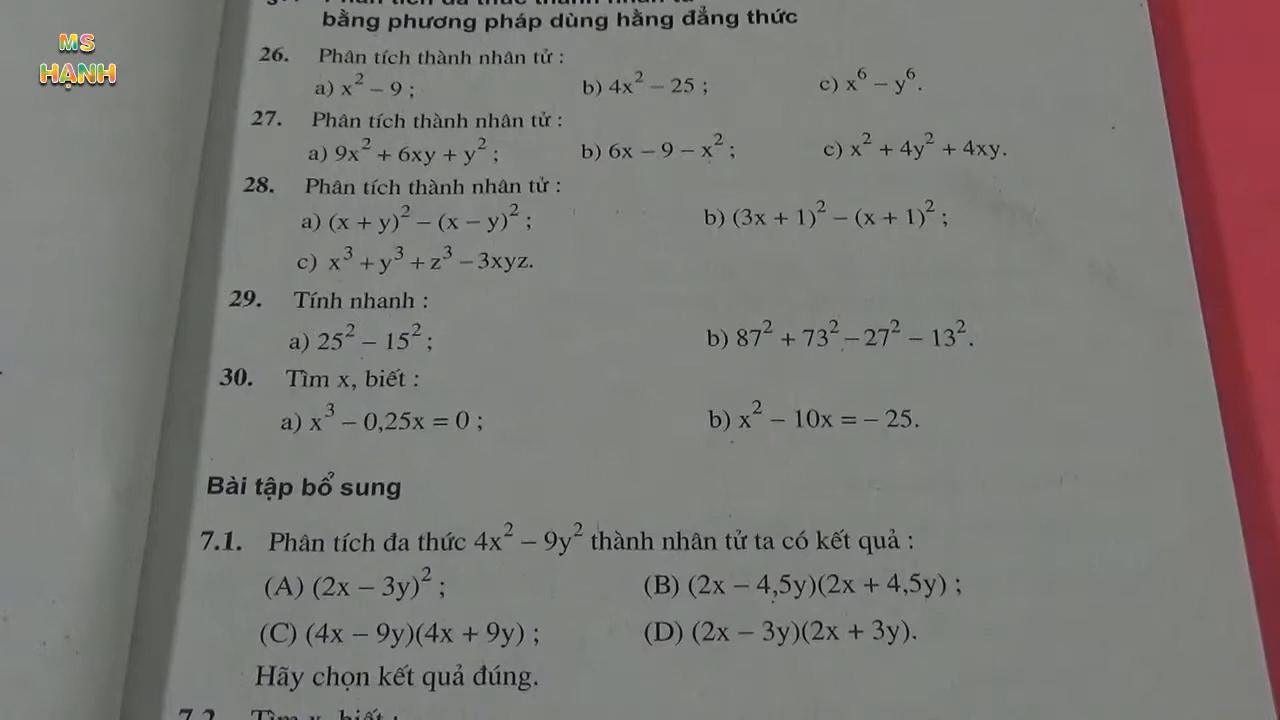 MS
HẠNH
bằng phương pháp dùng hằng đẳng thức
26. Phân tích thành nhân tử :
a) x² – 9 ; b) 4x² – 25 ; c) x⁶ – y⁶.
27. Phân tích thành nhân tử :
a) 9x² + 6xy + y² ; b) 6x – 9 – x² ; c) x² + 4y² + 4xy.
28. Phân tích thành nhân tử :
a) (x + y)² – (x – y)² ; b) (3x + 1)² – (x + 1)² ;
c) x³ + y³ + z³ – 3xyz.
29. Tính nhanh :
a) 25² – 15² ; b) 87² + 73² – 27² – 13².
30. Tìm x, biết :
a) x³ – 0,25x = 0 ; b) x² – 10x = – 25.
Bài tập bổ sung
7.1. Phân tích đa thức 4x² – 9y² thành nhân tử ta có kết quả :
(A) (2x – 3y)² ; (B) (2x – 4,5y)(2x + 4,5y) ;
(C) (4x – 9y)(4x + 9y) ; (D) (2x – 3y)(2x + 3y).
Hãy chọn kết quả đúng.
7.2. Tìm x, biết :